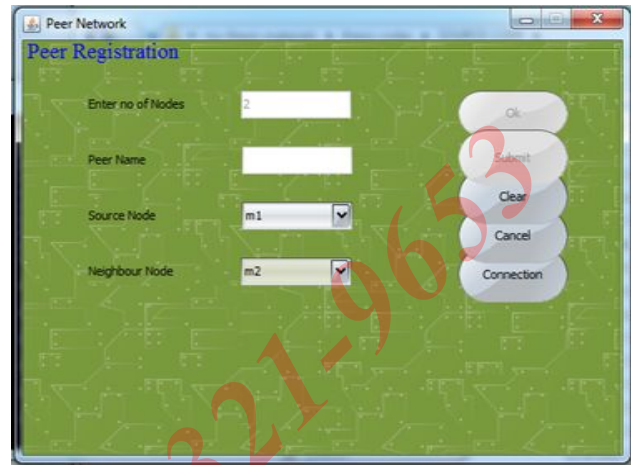 Peer Network
Peer Registration
Enter no of Nodes 2
Ok
Peer Name
Submit
Clear
Source Node m1
Cancel
Neighbour Node m2
Connection
321-9653